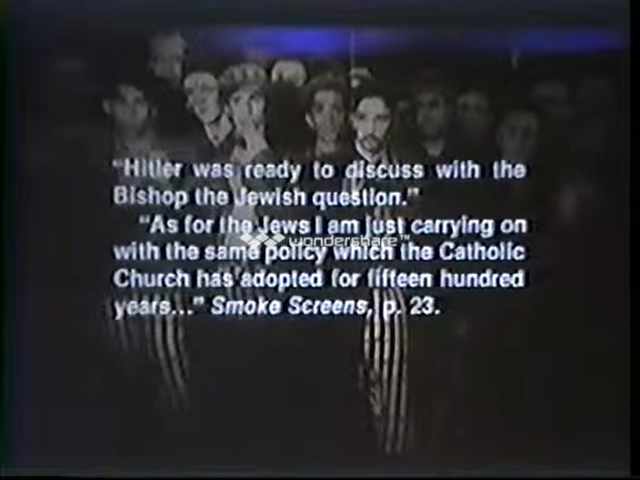 "Hitler was ready to discuss with the
Bishop the Jewish question."
"As for the Jews I am just carrying on
with the same policy which the Catholic
wondershare™
Church has adopted for fifteen hundred
years..." Smoke Screens, p. 23.